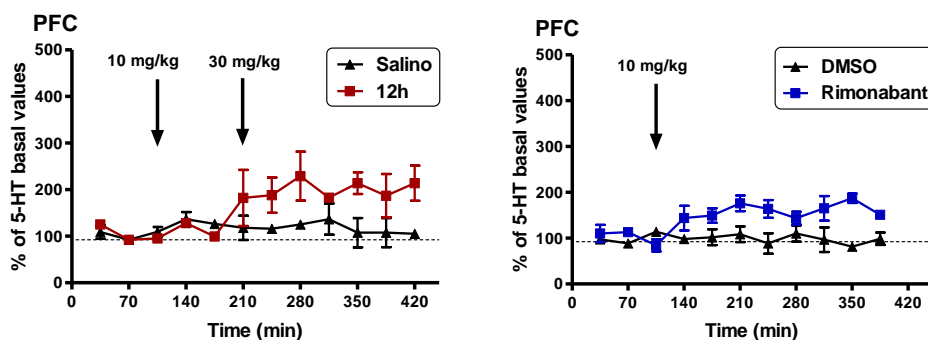 PFC
10 mg/kg
30 mg/kg
Salino
12h
% of 5-HT basal values
500
400
300
200
100
0
0 70 140 210 280 350 420
Time (min)
PFC
10 mg/kg
DMSO
Rimonabant
% of 5-HT basal values
500
400
300
200
100
0
0 70 140 210 280 350 420
Time (min)